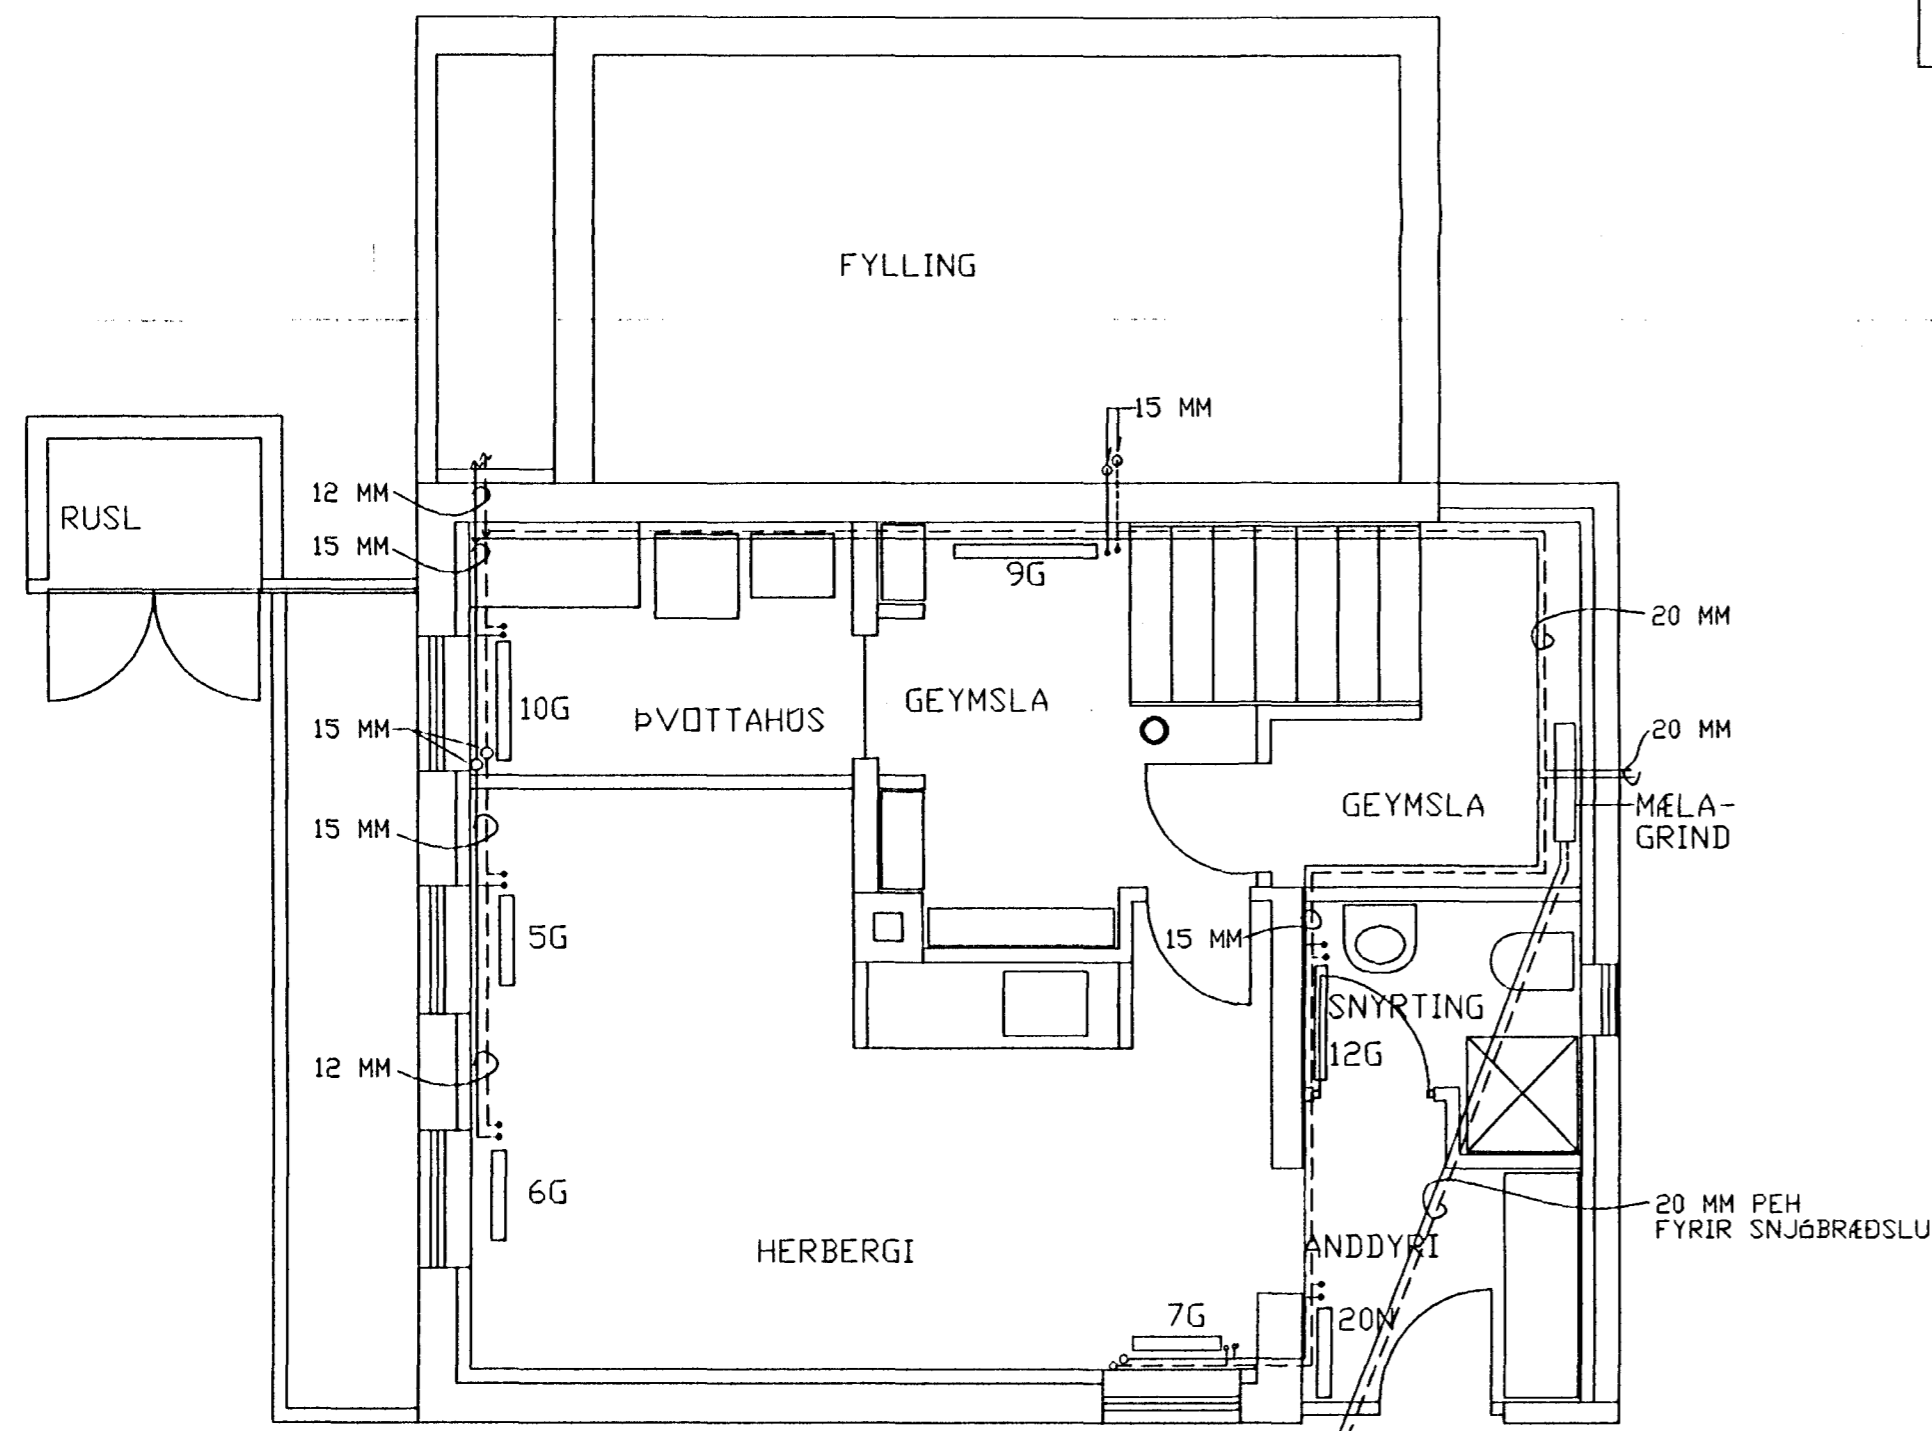 FYLLING
15 MM
12 MM
RUSL
15 MM
9G
20 MM
10G
ÞVOTTAHÚS
GEYMSLA
15 MM
20 MM
GEYMSLA
MÆLA-
GRIND
15 MM
5G
15 MM
SNYRTING
12G
12 MM
6G
20 MM PEH
FYRIR SNJóBRÆÐSLU
HERBERGI
ANDDYRI
7G
20N